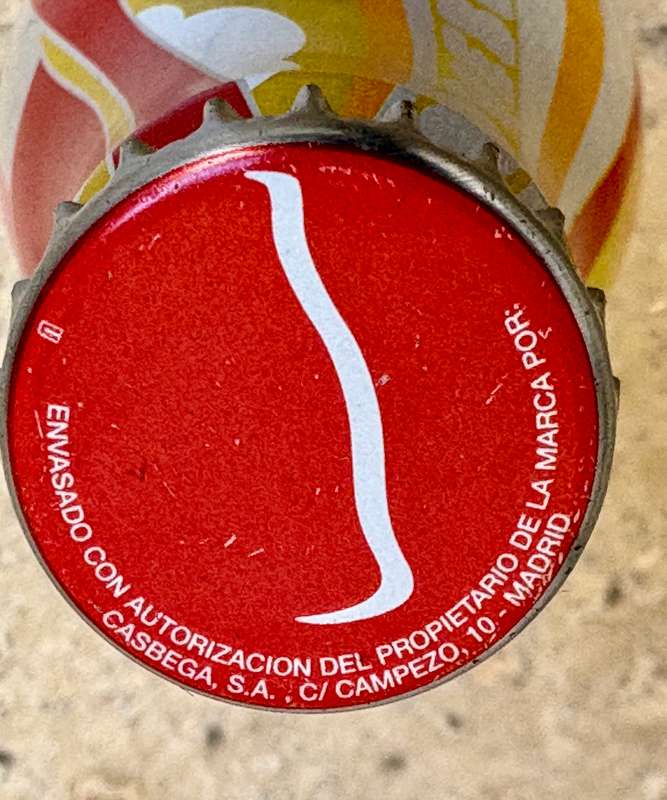 ENVASADO CON AUTORIZACION DEL PROPIETARIO DE LA MARCA POR:
CASBEGA, S.A. , C/ CAMPEZO, 10 - MADRID